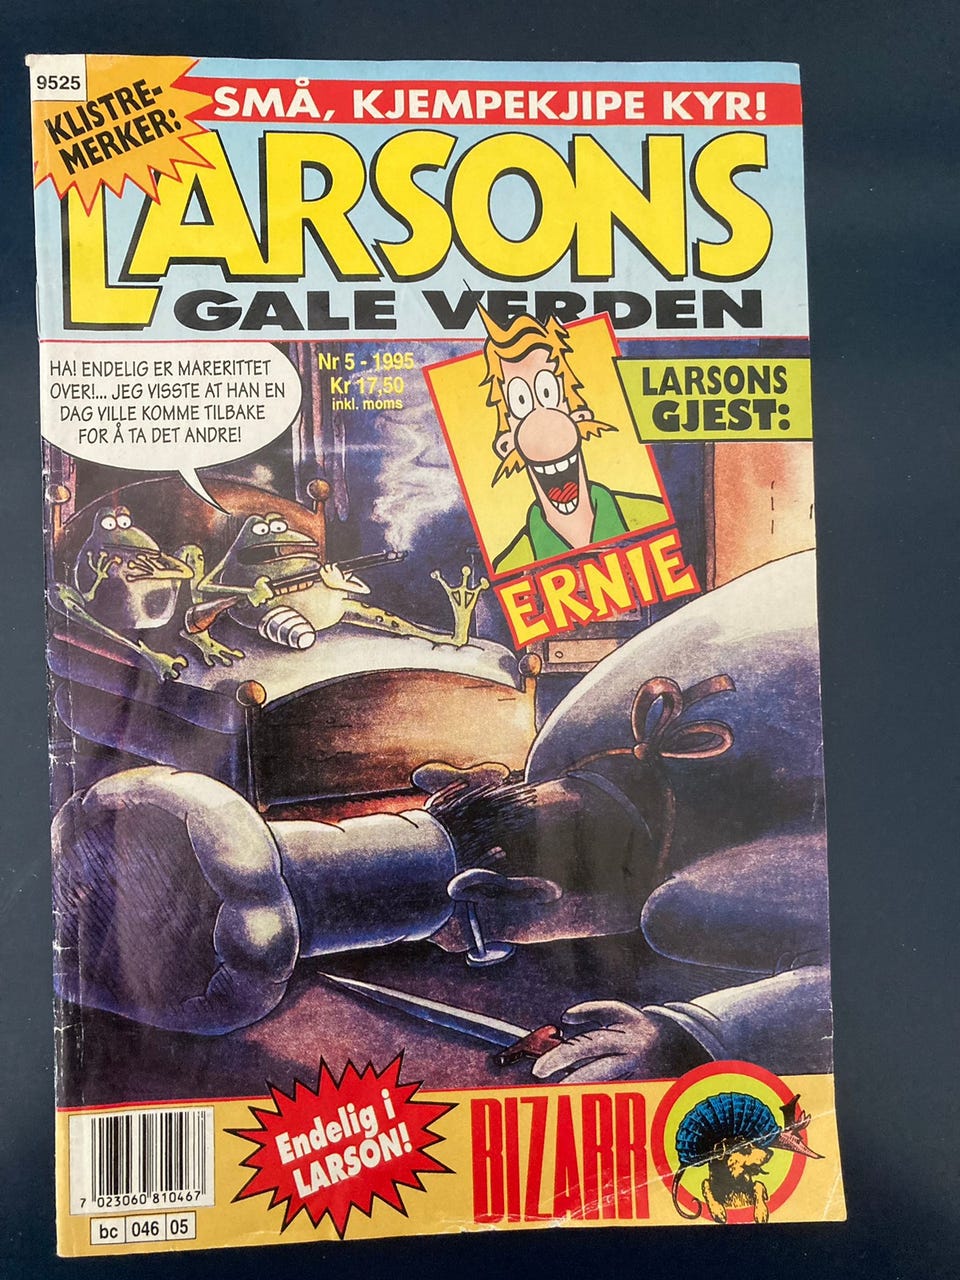 9525
KLISTRE-
MERKER:
SMÅ, KJEMPEKJIPE KYR!
LARSONS
GALE VERDEN
HA! ENDELIG ER MARERITTET
OVER!... JEG VISSTE AT HAN EN
DAG VILLE KOMME TILBAKE
FOR Å TA DET ANDRE!
Nr 5 - 1995
Kr 17,50
inkl. moms
LARSONS
GJEST:
ERNIE
Endelig i
LARSON!
BIZARR
7 023060 810467
bc 046 05